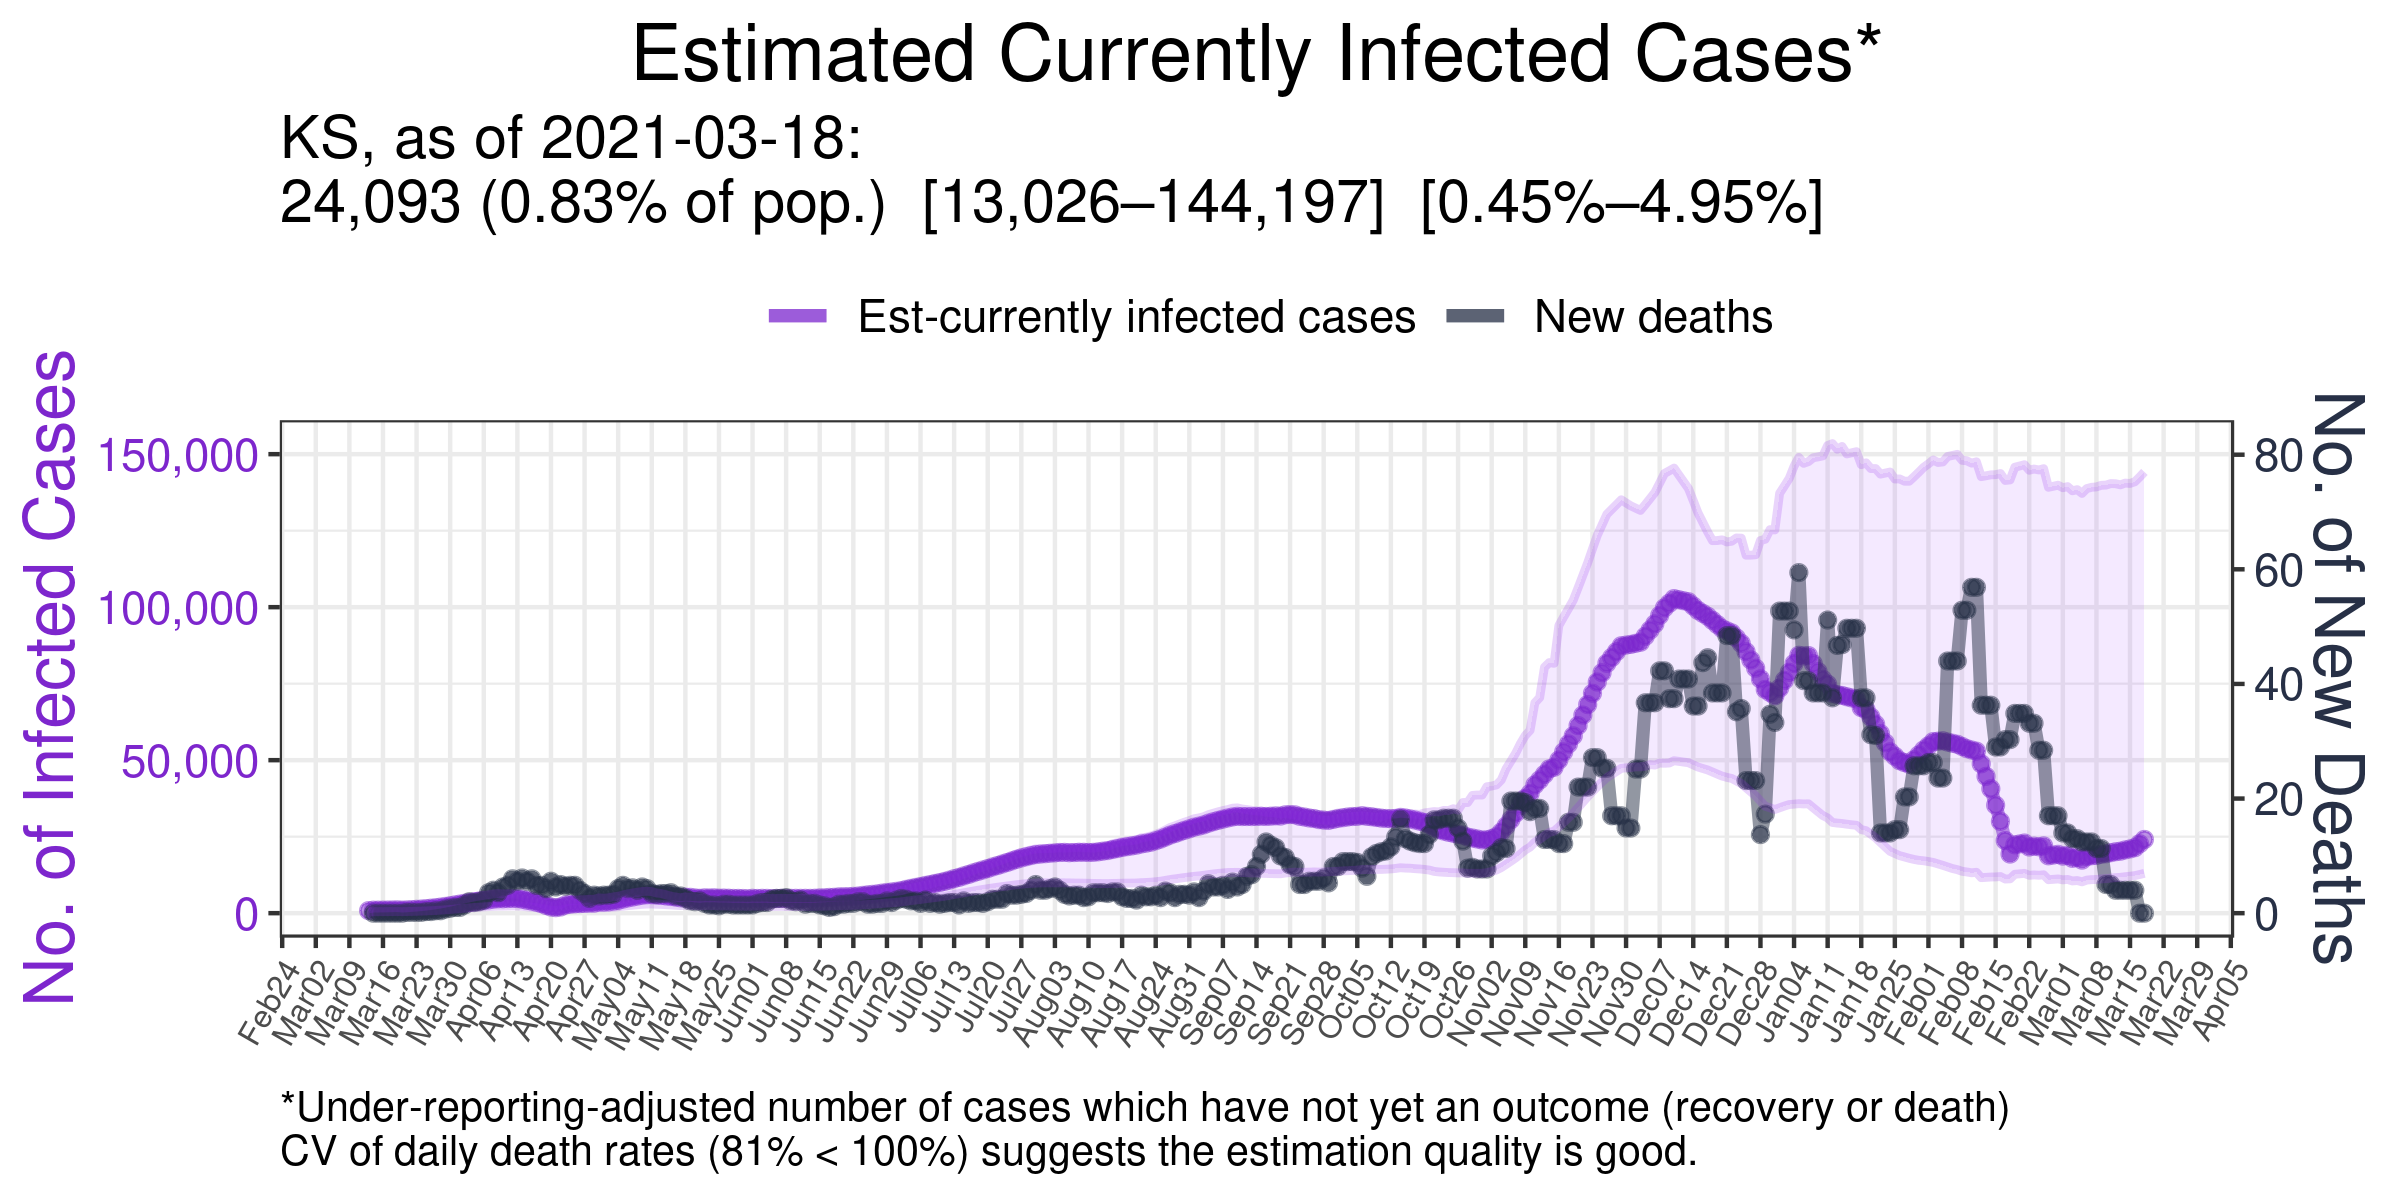 Estimated Currently Infected Cases*
KS, as of 2021-03-18:
24,093 (0.83% of pop.) [13,026–144,197] [0.45%–4.95%]
Est-currently infected cases New deaths
No. of Infected Cases
150,000
100,000
50,000
0
80
60
40
20
0
No. of New Deaths
Feb24 Mar02 Mar09 Mar16 Mar23 Mar30 Apr06 Apr13 Apr20 Apr27 May04 May11 May18 May25 Jun01 Jun08 Jun15 Jun22 Jun29 Jul06 Jul13 Jul20 Jul27 Aug03 Aug10 Aug17 Aug24 Aug31 Sep07 Sep14 Sep21 Sep28 Oct05 Oct12 Oct19 Oct26 Nov02 Nov09 Nov16 Nov23 Nov30 Dec07 Dec14 Dec21 Dec28 Jan04 Jan11 Jan18 Jan25 Feb01 Feb08 Feb15 Feb22 Mar01 Mar08 Mar15 Mar22 Mar29 Apr05
*Under-reporting-adjusted number of cases which have not yet an outcome (recovery or death)
CV of daily death rates (81% < 100%) suggests the estimation quality is good.